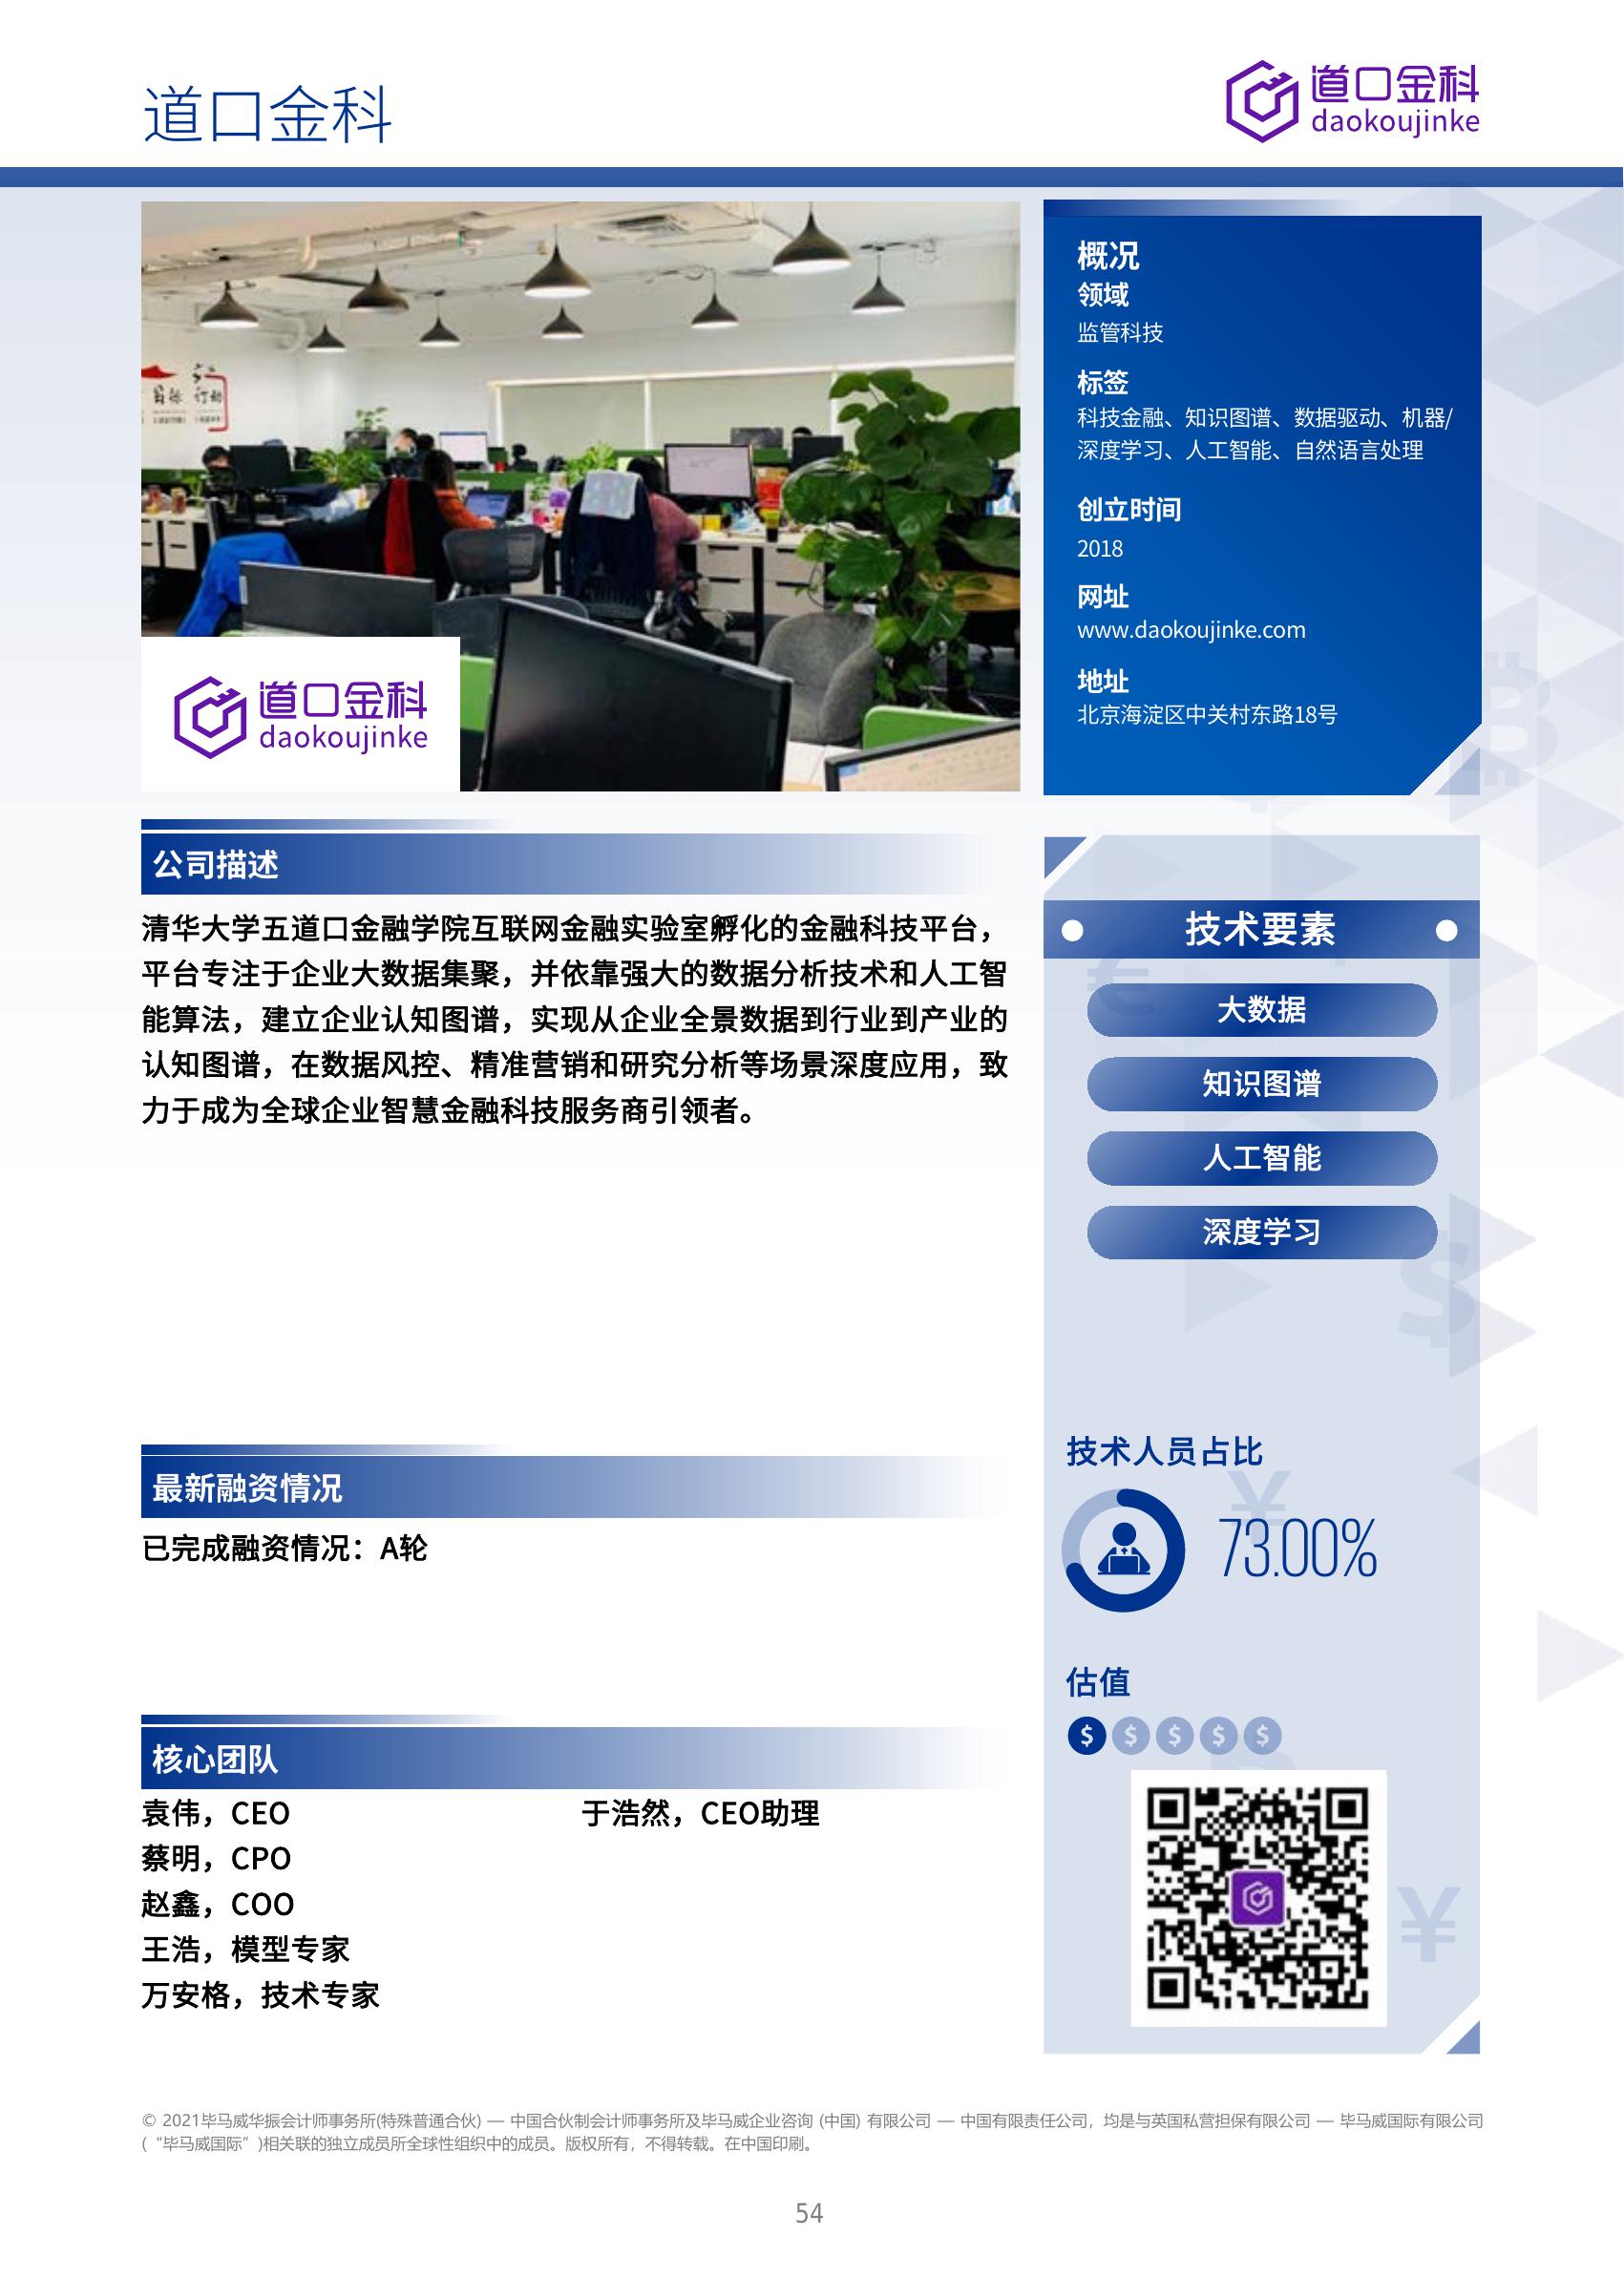 道口金科
道口金科
daokoujinke
道口金科
daokoujinke
概况
领域
监管科技
标签
科技金融、知识图谱、数据驱动、机器/
深度学习、人工智能、自然语言处理
创立时间
2018
网址
www.daokoujinke.com
地址
北京海淀区中关村东路18号
公司描述
清华大学五道口金融学院互联网金融实验室孵化的金融科技平台，
平台专注于企业大数据集聚，并依靠强大的数据分析技术和人工智
能算法，建立企业认知图谱，实现从企业全景数据到行业到产业的
认知图谱，在数据风控、精准营销和研究分析等场景深度应用，致
力于成为全球企业智慧金融科技服务商引领者。
最新融资情况
已完成融资情况：A轮
核心团队
袁伟，CEO
蔡明，CPO
赵鑫，COO
王浩，模型专家
万安格，技术专家
于浩然，CEO助理
技术要素
大数据
知识图谱
人工智能
深度学习
技术人员占比
73.00%
估值
$ $ $ $ $
© 2021毕马威华振会计师事务所(特殊普通合伙) — 中国合伙制会计师事务所及毕马威企业咨询 (中国) 有限公司 — 中国有限责任公司，均是与英国私营担保有限公司 — 毕马威国际有限公司
(“毕马威国际”)相关联的独立成员所全球性组织中的成员。版权所有，不得转载。在中国印刷。
54